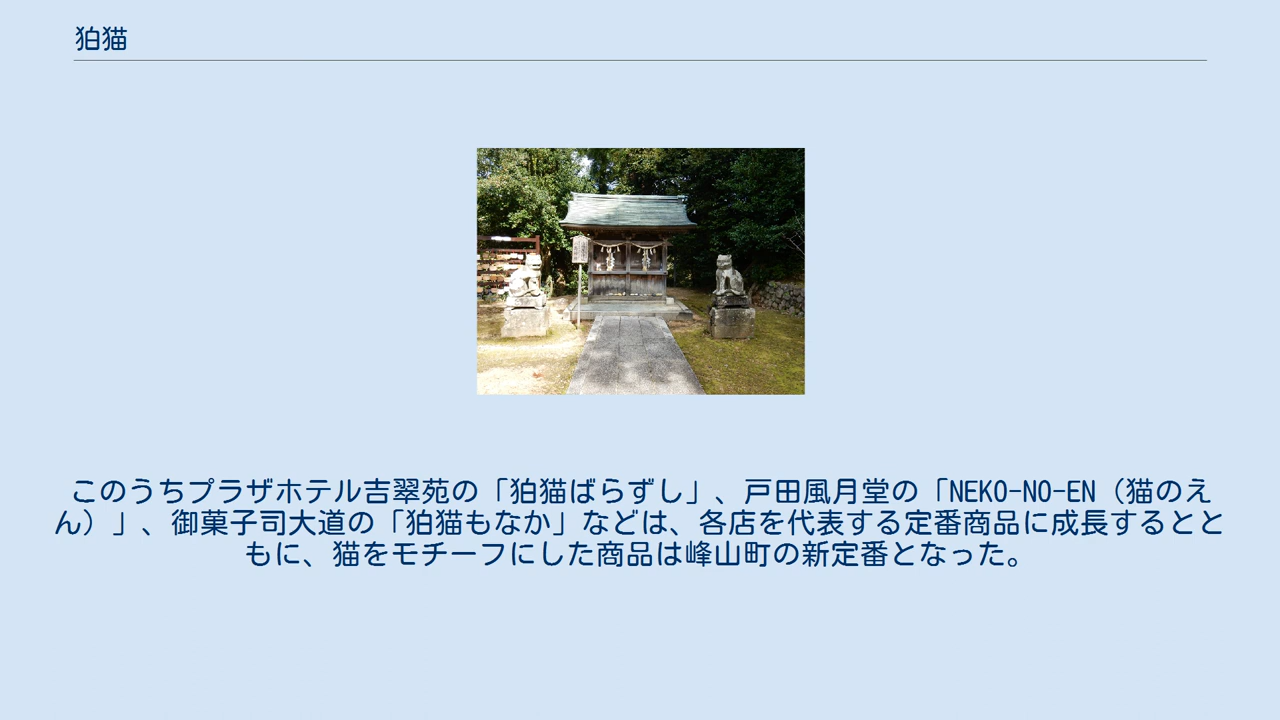 狛猫
このうちプラザホテル吉翠苑の「狛猫ばらずし」、戸田風月堂の「NEKO-NO-EN（猫のえ
ん）」、御菓子司大道の「狛猫もなか」などは、各店を代表する定番商品に成長するとと
もに、猫をモチーフにした商品は峰山町の新定番となった。